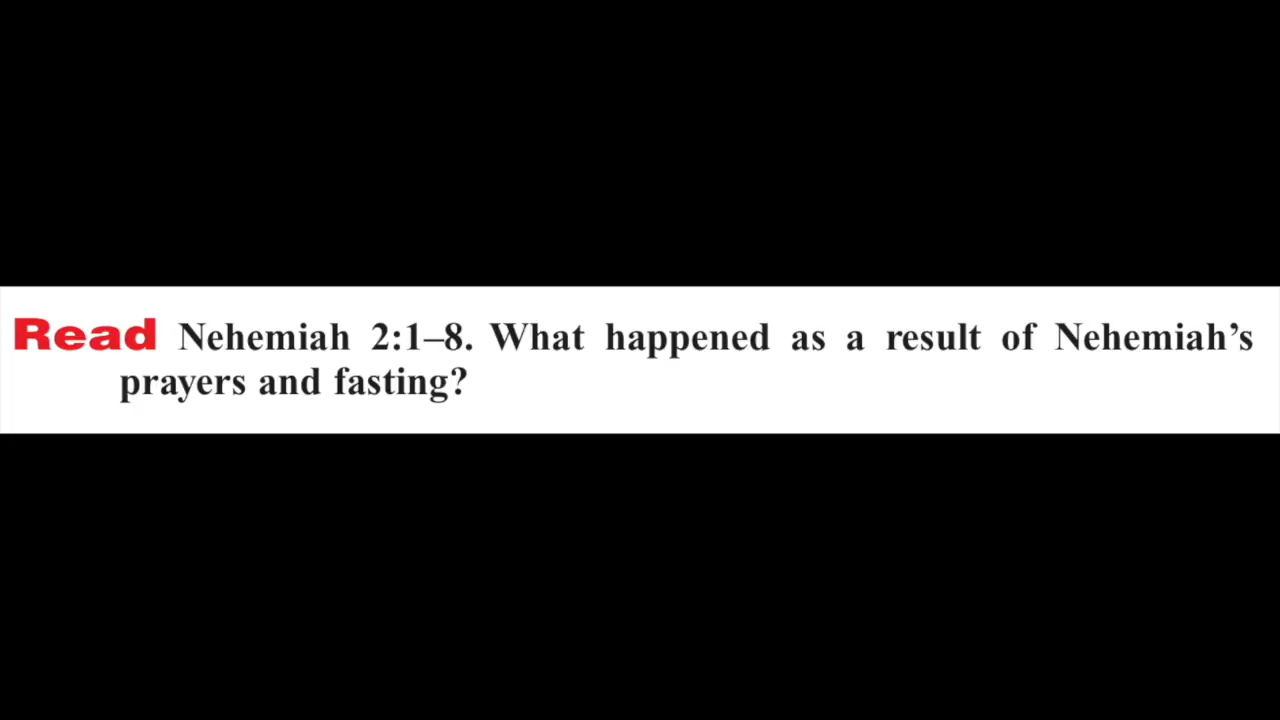 Read Nehemiah 2:1–8. What happened as a result of Nehemiah’s
prayers and fasting?